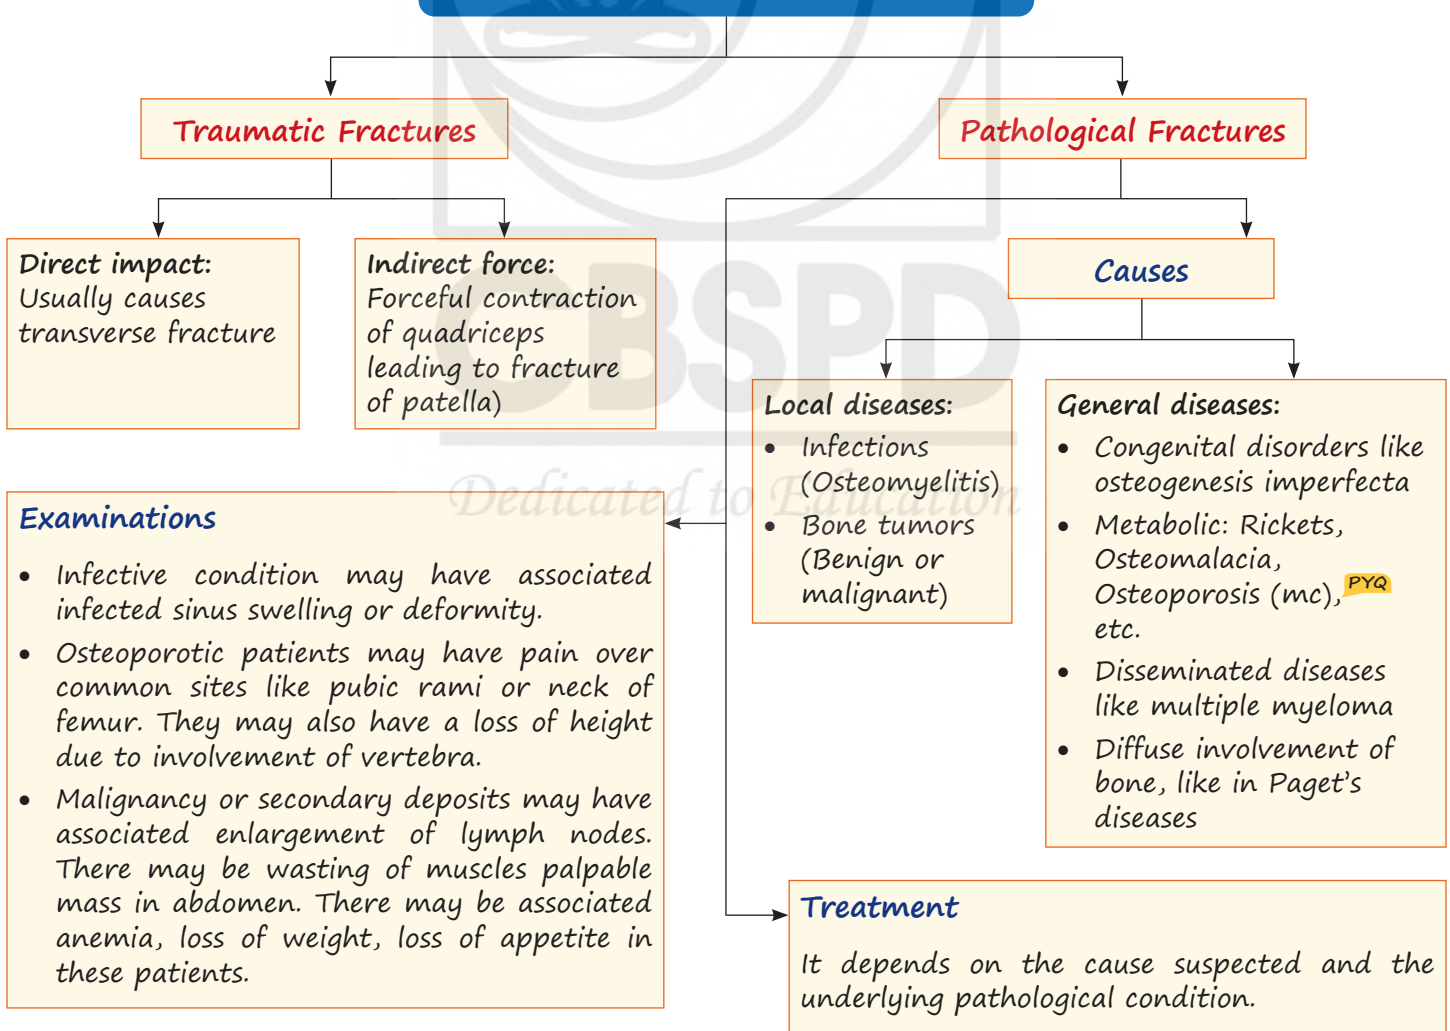 Traumatic Fractures
Pathological Fractures
Direct impact:
Usually causes
transverse fracture
Indirect force:
Forceful contraction
of quadriceps
leading to fracture
of patella)
Causes
Local diseases:
• Infections
(Osteomyelitis)
• Bone tumors
(Benign or
malignant)
General diseases:
• Congenital disorders like
osteogenesis imperfecta
• Metabolic: Rickets,
Osteomalacia,
Osteoporosis (mc), PYQ
etc.
• Disseminated diseases
like multiple myeloma
• Diffuse involvement of
bone, like in Paget's
diseases
Examinations
• Infective condition may have associated
infected sinus swelling or deformity.
• Osteoporotic patients may have pain over
common sites like pubic rami or neck of
femur. They may also have a loss of height
due to involvement of vertebra.
• Malignancy or secondary deposits may have
associated enlargement of lymph nodes.
There may be wasting of muscles palpable
mass in abdomen. There may be associated
anemia, loss of weight, loss of appetite in
these patients.
Treatment
It depends on the cause suspected and the
underlying pathological condition.
CBSPD
Dedicated to Education